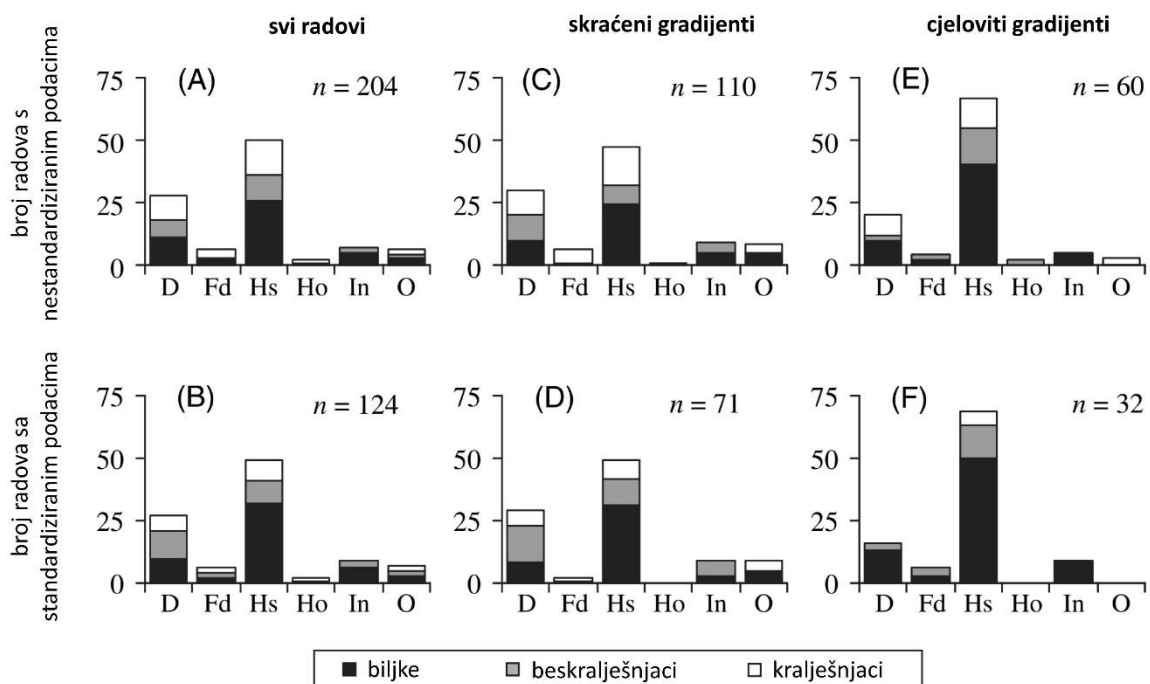 svi radovi
skraćeni gradijenti
cjeloviti gradijenti
broj radova s
nestandardiziranim podacima
75
50
25
0
(A)
n = 204
D Fd Hs Ho In O
75
50
25
0
(C)
n = 110
D Fd Hs Ho In O
75
50
25
0
(E)
n = 60
D Fd Hs Ho In O
broj radova sa
standardiziranim podacima
75
50
25
0
(B)
n = 124
D Fd Hs Ho In O
75
50
25
0
(D)
n = 71
D Fd Hs Ho In O
75
50
25
0
(F)
n = 32
D Fd Hs Ho In O
biljke beskralješnjaci kralješnjaci